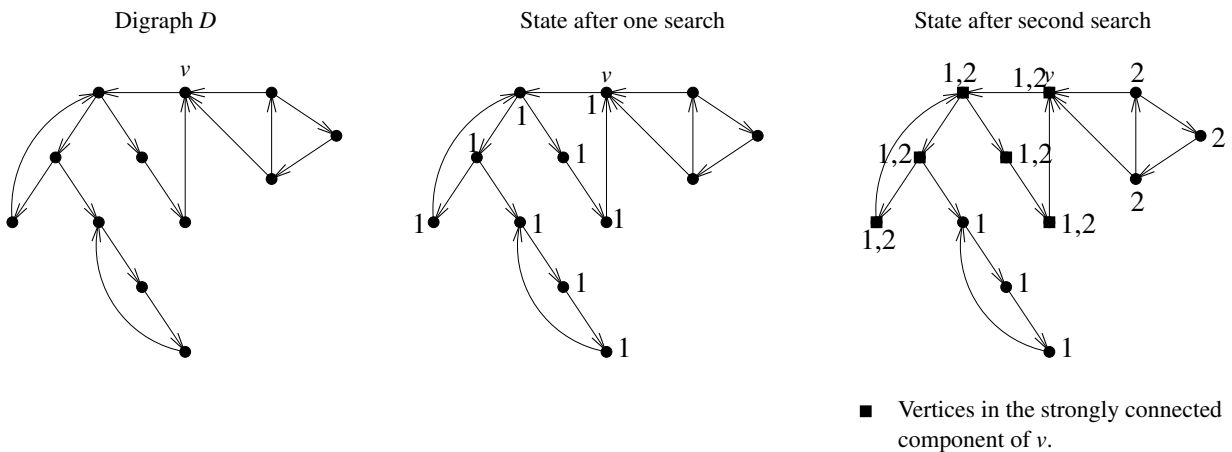 Digraph D
State after one search
State after second search
v
v
v
1
1
1
1
1
1
1
1
1
1
1,2
1,2
2
2
1,2
1,2
2
1,2
1
1,2
1
1
Vertices in the strongly connected
component of v.